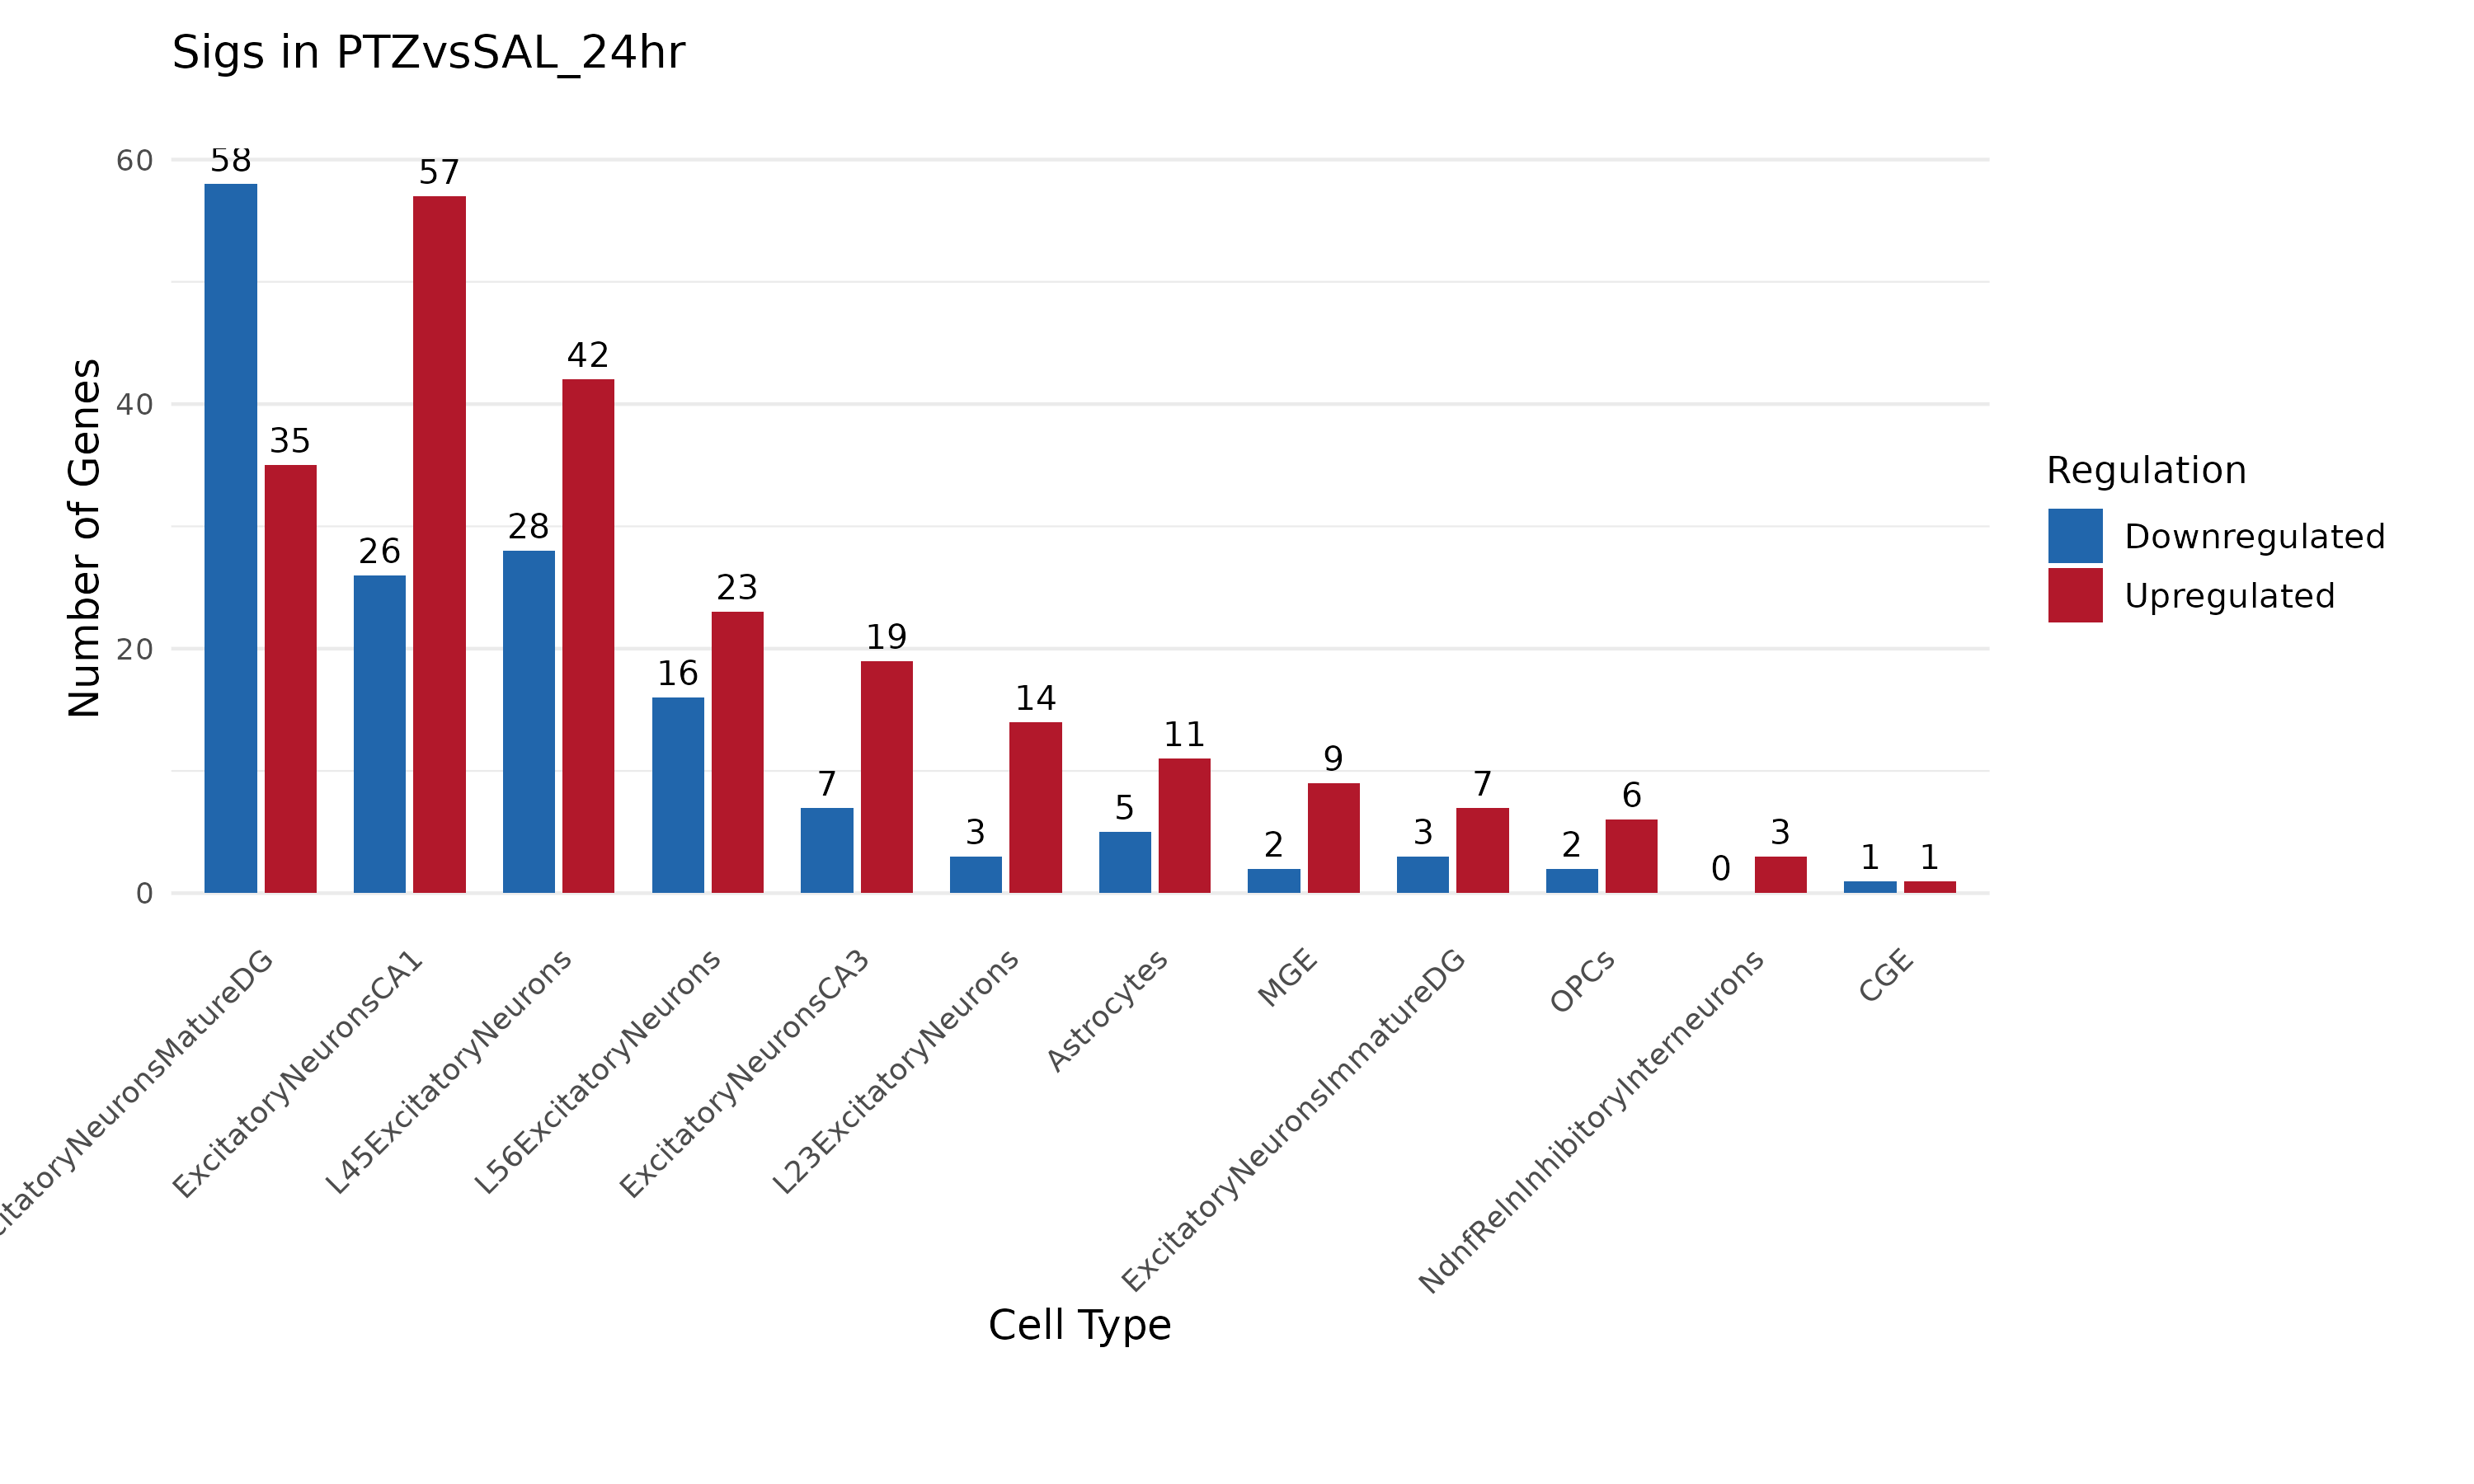 Sigs in PTZvsSAL_24hr
Number of Genes
60
40
20
0
58
35
26
57
28
42
16
23
7
19
3
14
5
11
2
9
3
7
2
6
0
3
1
1
citatoryNeuronsMatureDG
ExcitatoryNeuronsCA1
L45ExcitatoryNeurons
L56ExcitatoryNeurons
ExcitatoryNeuronsCA3
L23ExcitatoryNeurons
Astrocytes
MGE
ExcitatoryNeuronsImmatureDG
OPCs
NdnfRelnInhibitoryInterneurons
CGE
Cell Type
Regulation
Downregulated
Upregulated